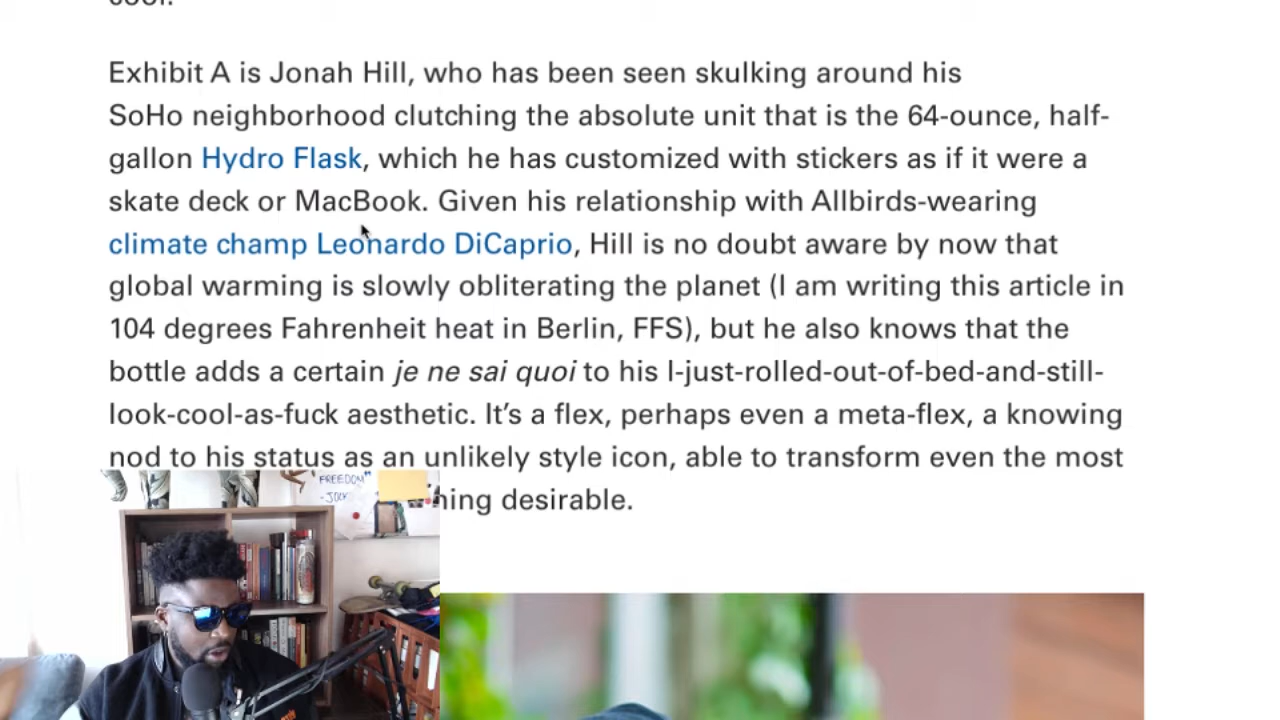 cool.
Exhibit A is Jonah Hill, who has been seen skulking around his
SoHo neighborhood clutching the absolute unit that is the 64-ounce, half-
gallon Hydro Flask, which he has customized with stickers as if it were a
skate deck or MacBook. Given his relationship with Allbirds-wearing
climate champ Leonardo DiCaprio, Hill is no doubt aware by now that
global warming is slowly obliterating the planet (I am writing this article in
104 degrees Fahrenheit heat in Berlin, FFS), but he also knows that the
bottle adds a certain je ne sai quoi to his I-just-rolled-out-of-bed-and-still-
look-cool-as-fuck aesthetic. It’s a flex, perhaps even a meta-flex, a knowing
nod to his status as an unlikely style icon, able to transform even the most
hing desirable.
FREEDOM"